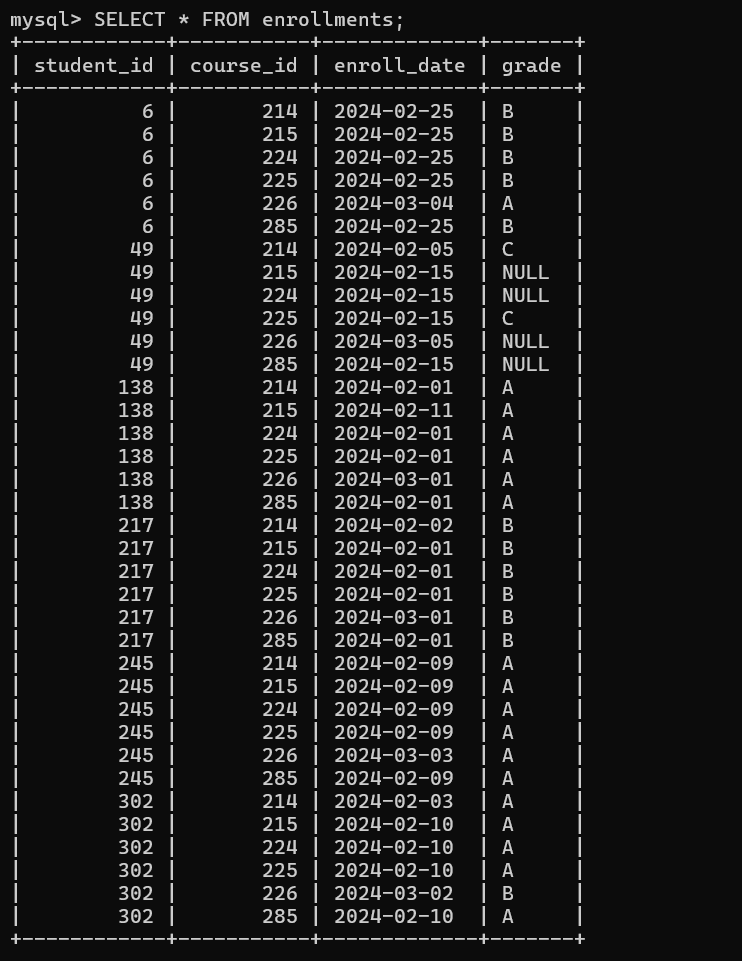 mysql> SELECT * FROM enrollments;
+------------+-----------+-------------+-------+
| student_id | course_id | enroll_date | grade |
+------------+-----------+-------------+-------+
|          6 |       214 | 2024-02-25  | B     |
|          6 |       215 | 2024-02-25  | B     |
|          6 |       224 | 2024-02-25  | B     |
|          6 |       225 | 2024-02-25  | B     |
|          6 |       226 | 2024-03-04  | A     |
|          6 |       285 | 2024-02-25  | B     |
|         49 |       214 | 2024-02-05  | C     |
|         49 |       215 | 2024-02-15  | NULL  |
|         49 |       224 | 2024-02-15  | NULL  |
|         49 |       225 | 2024-02-15  | C     |
|         49 |       226 | 2024-03-05  | NULL  |
|         49 |       285 | 2024-02-15  | NULL  |
|        138 |       214 | 2024-02-01  | A     |
|        138 |       215 | 2024-02-11  | A     |
|        138 |       224 | 2024-02-01  | A     |
|        138 |       225 | 2024-02-01  | A     |
|        138 |       226 | 2024-03-01  | A     |
|        138 |       285 | 2024-02-01  | A     |
|        217 |       214 | 2024-02-02  | B     |
|        217 |       215 | 2024-02-01  | B     |
|        217 |       224 | 2024-02-01  | B     |
|        217 |       225 | 2024-02-01  | B     |
|        217 |       226 | 2024-03-01  | B     |
|        217 |       285 | 2024-02-01  | B     |
|        245 |       214 | 2024-02-09  | A     |
|        245 |       215 | 2024-02-09  | A     |
|        245 |       224 | 2024-02-09  | A     |
|        245 |       225 | 2024-02-09  | A     |
|        245 |       226 | 2024-03-03  | A     |
|        245 |       285 | 2024-02-09  | A     |
|        302 |       214 | 2024-02-03  | A     |
|        302 |       215 | 2024-02-10  | A     |
|        302 |       224 | 2024-02-10  | A     |
|        302 |       225 | 2024-02-10  | A     |
|        302 |       226 | 2024-03-02  | B     |
|        302 |       285 | 2024-02-10  | A     |
+------------+-----------+-------------+-------+